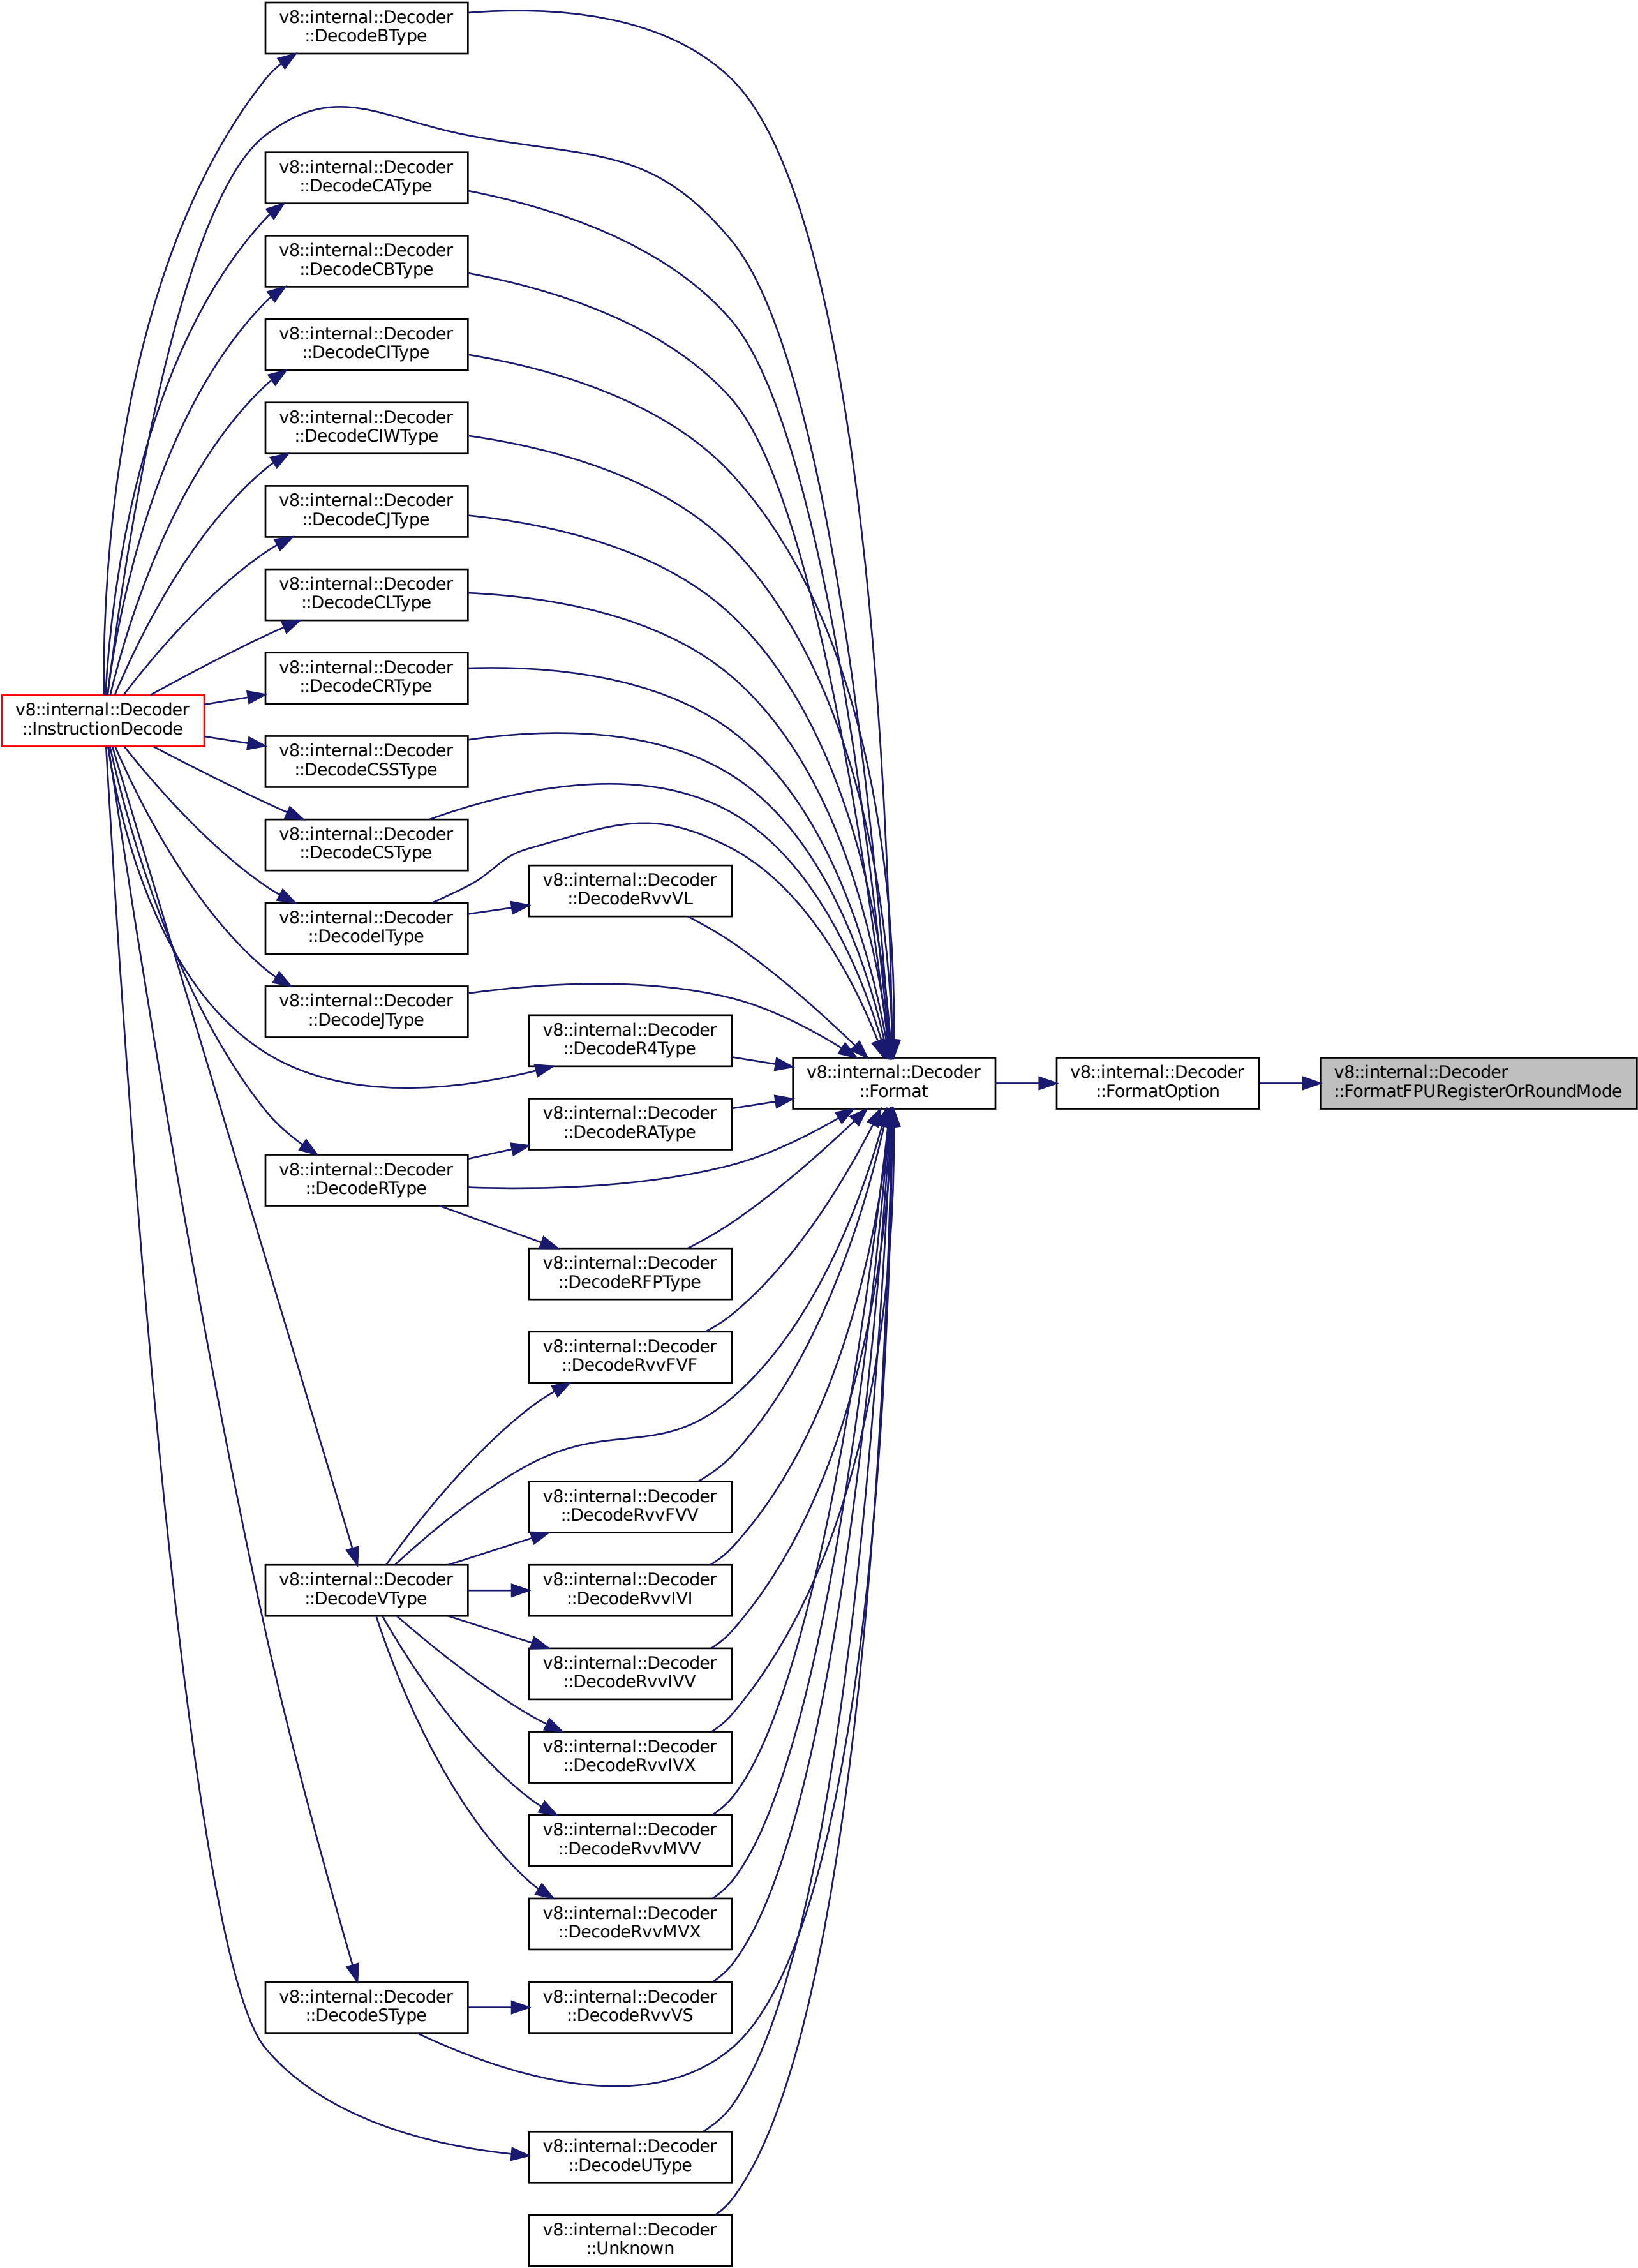 v8::internal::Decoder
::DecodeBType
v8::internal::Decoder
::DecodeCAType
v8::internal::Decoder
::DecodeCBType
v8::internal::Decoder
::DecodeCIType
v8::internal::Decoder
::DecodeCIWType
v8::internal::Decoder
::DecodeCJType
v8::internal::Decoder
::DecodeCLType
v8::internal::Decoder
::DecodeCRType
v8::internal::Decoder
::InstructionDecode
v8::internal::Decoder
::DecodeCSSType
v8::internal::Decoder
::DecodeCSType
v8::internal::Decoder
::DecodeRvvVL
v8::internal::Decoder
::DecodeIType
v8::internal::Decoder
::DecodeJType
v8::internal::Decoder
::DecodeR4Type
v8::internal::Decoder
::Format
v8::internal::Decoder
::FormatOption
v8::internal::Decoder
::FormatFPURegisterOrRoundMode
v8::internal::Decoder
::DecodeRAType
v8::internal::Decoder
::DecodeRType
v8::internal::Decoder
::DecodeRFPType
v8::internal::Decoder
::DecodeRvvFVF
v8::internal::Decoder
::DecodeRvvFVV
v8::internal::Decoder
::DecodeVType
v8::internal::Decoder
::DecodeRvvIVI
v8::internal::Decoder
::DecodeRvvIVV
v8::internal::Decoder
::DecodeRvvIVX
v8::internal::Decoder
::DecodeRvvMVV
v8::internal::Decoder
::DecodeRvvMVX
v8::internal::Decoder
::DecodeSType
v8::internal::Decoder
::DecodeRvvVS
v8::internal::Decoder
::DecodeUType
v8::internal::Decoder
::Unknown